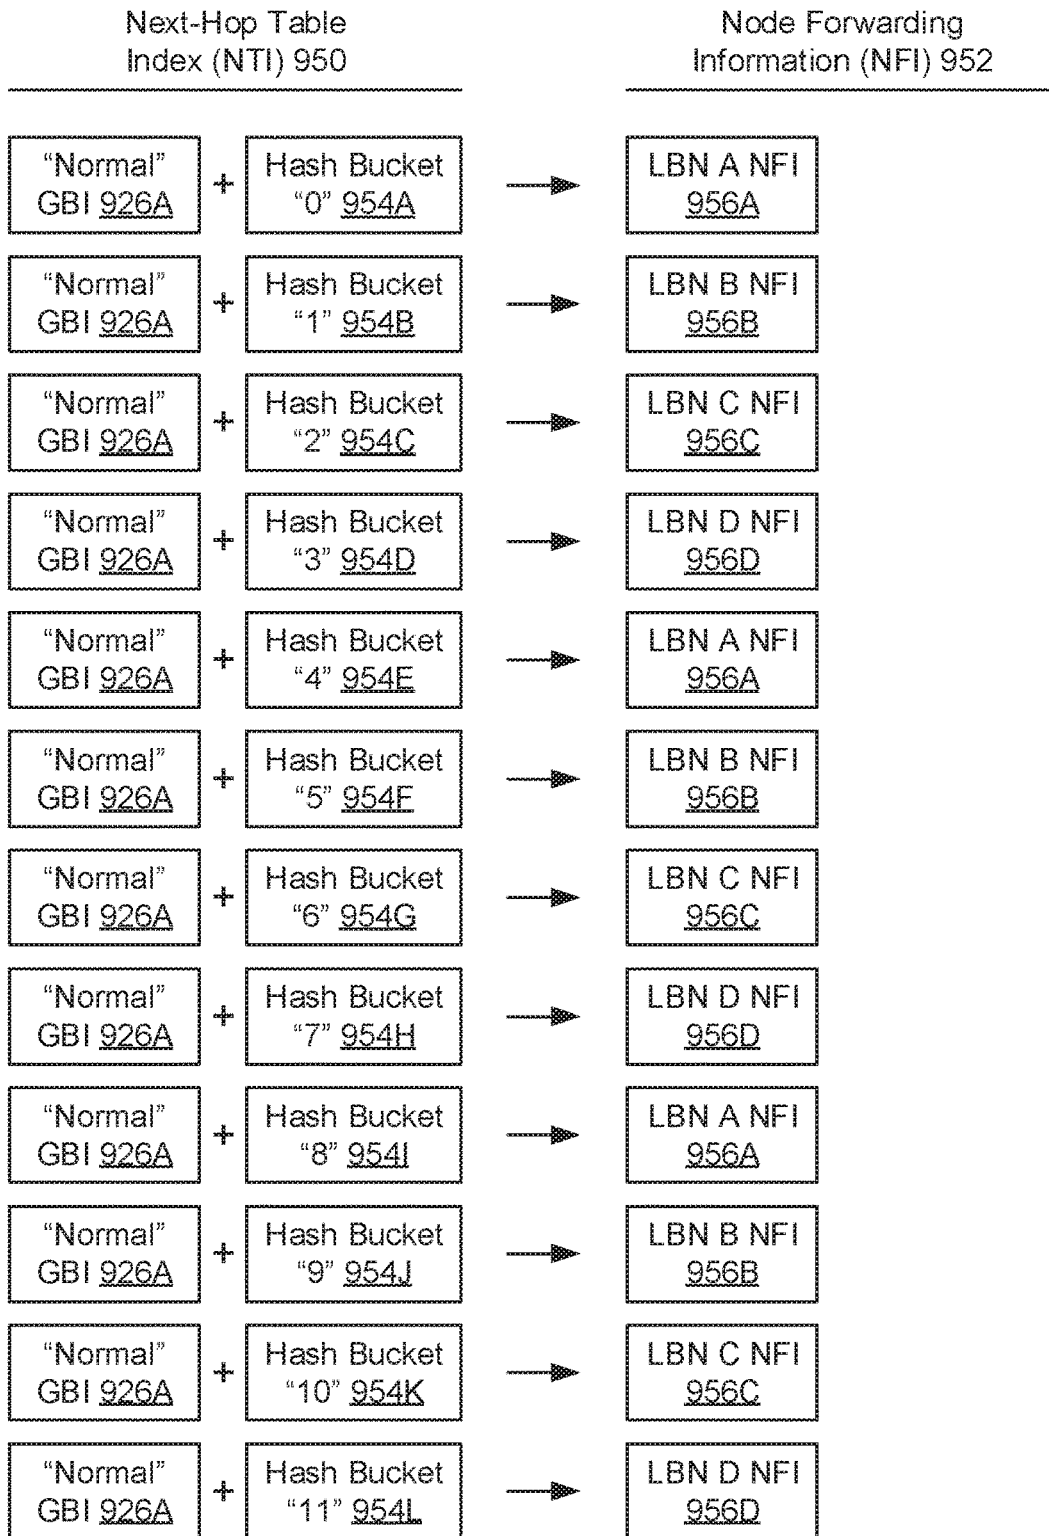 Next-Hop Table
Index (NTI) 950
Node Forwarding
Information (NFI) 952
“Normal”
GBI 926A
+
Hash Bucket
“0” 954A
LBN A NFI
956A
“Normal”
GBI 926A
+
Hash Bucket
“1” 954B
LBN B NFI
956B
“Normal”
GBI 926A
+
Hash Bucket
“2” 954C
LBN C NFI
956C
“Normal”
GBI 926A
+
Hash Bucket
“3” 954D
LBN D NFI
956D
“Normal”
GBI 926A
+
Hash Bucket
“4” 954E
LBN A NFI
956A
“Normal”
GBI 926A
+
Hash Bucket
“5” 954F
LBN B NFI
956B
“Normal”
GBI 926A
+
Hash Bucket
“6” 954G
LBN C NFI
956C
“Normal”
GBI 926A
+
Hash Bucket
“7” 954H
LBN D NFI
956D
“Normal”
GBI 926A
+
Hash Bucket
“8” 954I
LBN A NFI
956A
“Normal”
GBI 926A
+
Hash Bucket
“9” 954J
LBN B NFI
956B
“Normal”
GBI 926A
+
Hash Bucket
“10” 954K
LBN C NFI
956C
“Normal”
GBI 926A
+
Hash Bucket
“11” 954L
LBN D NFI
956D